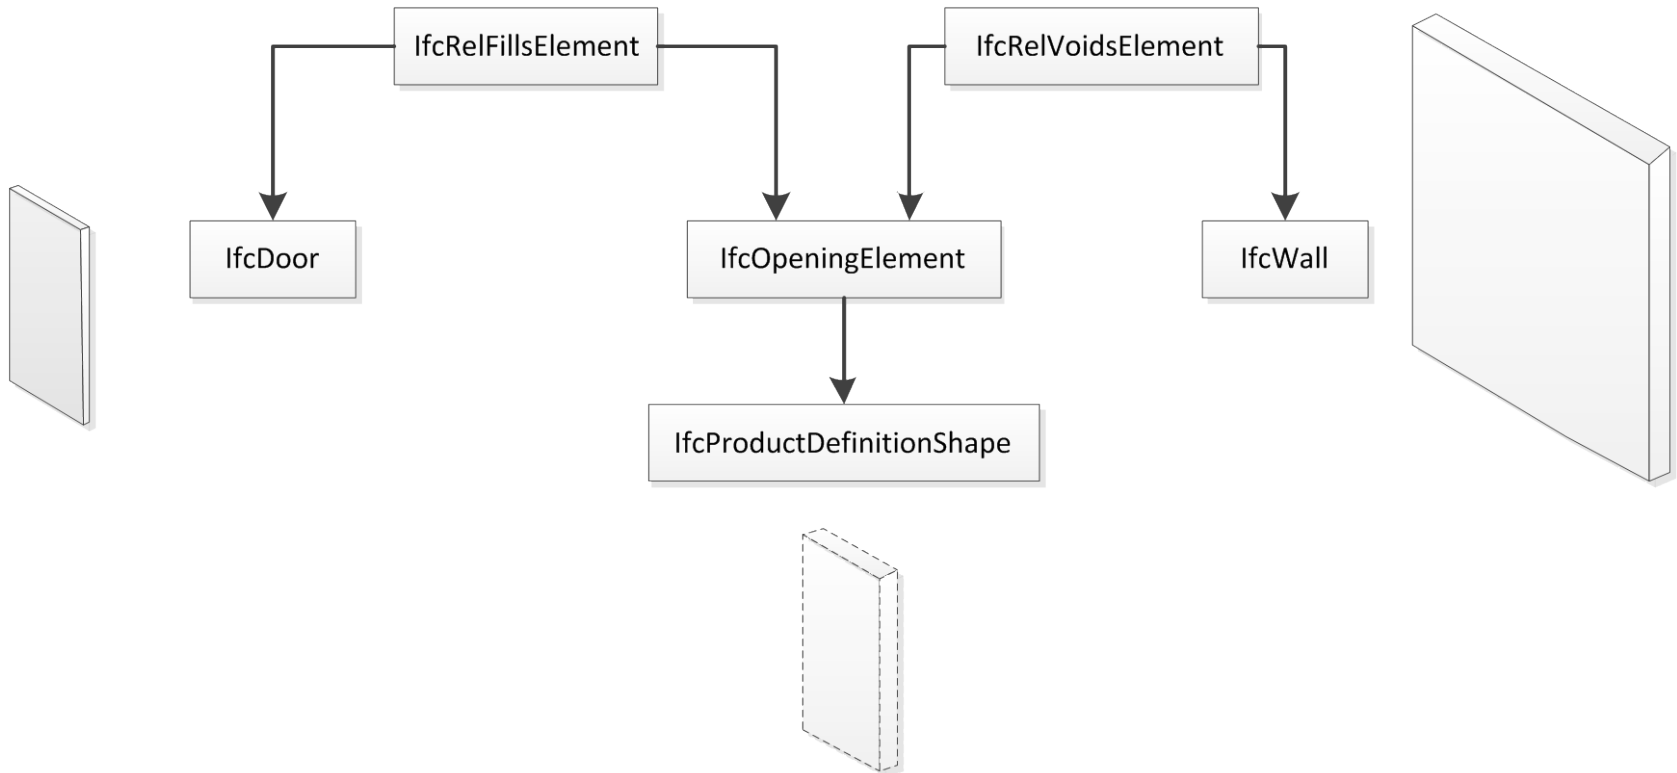 IfcRelFillsElement
IfcRelVoidsElement
IfcDoor
IfcOpeningElement
IfcWall
IfcProductDefinitionShape